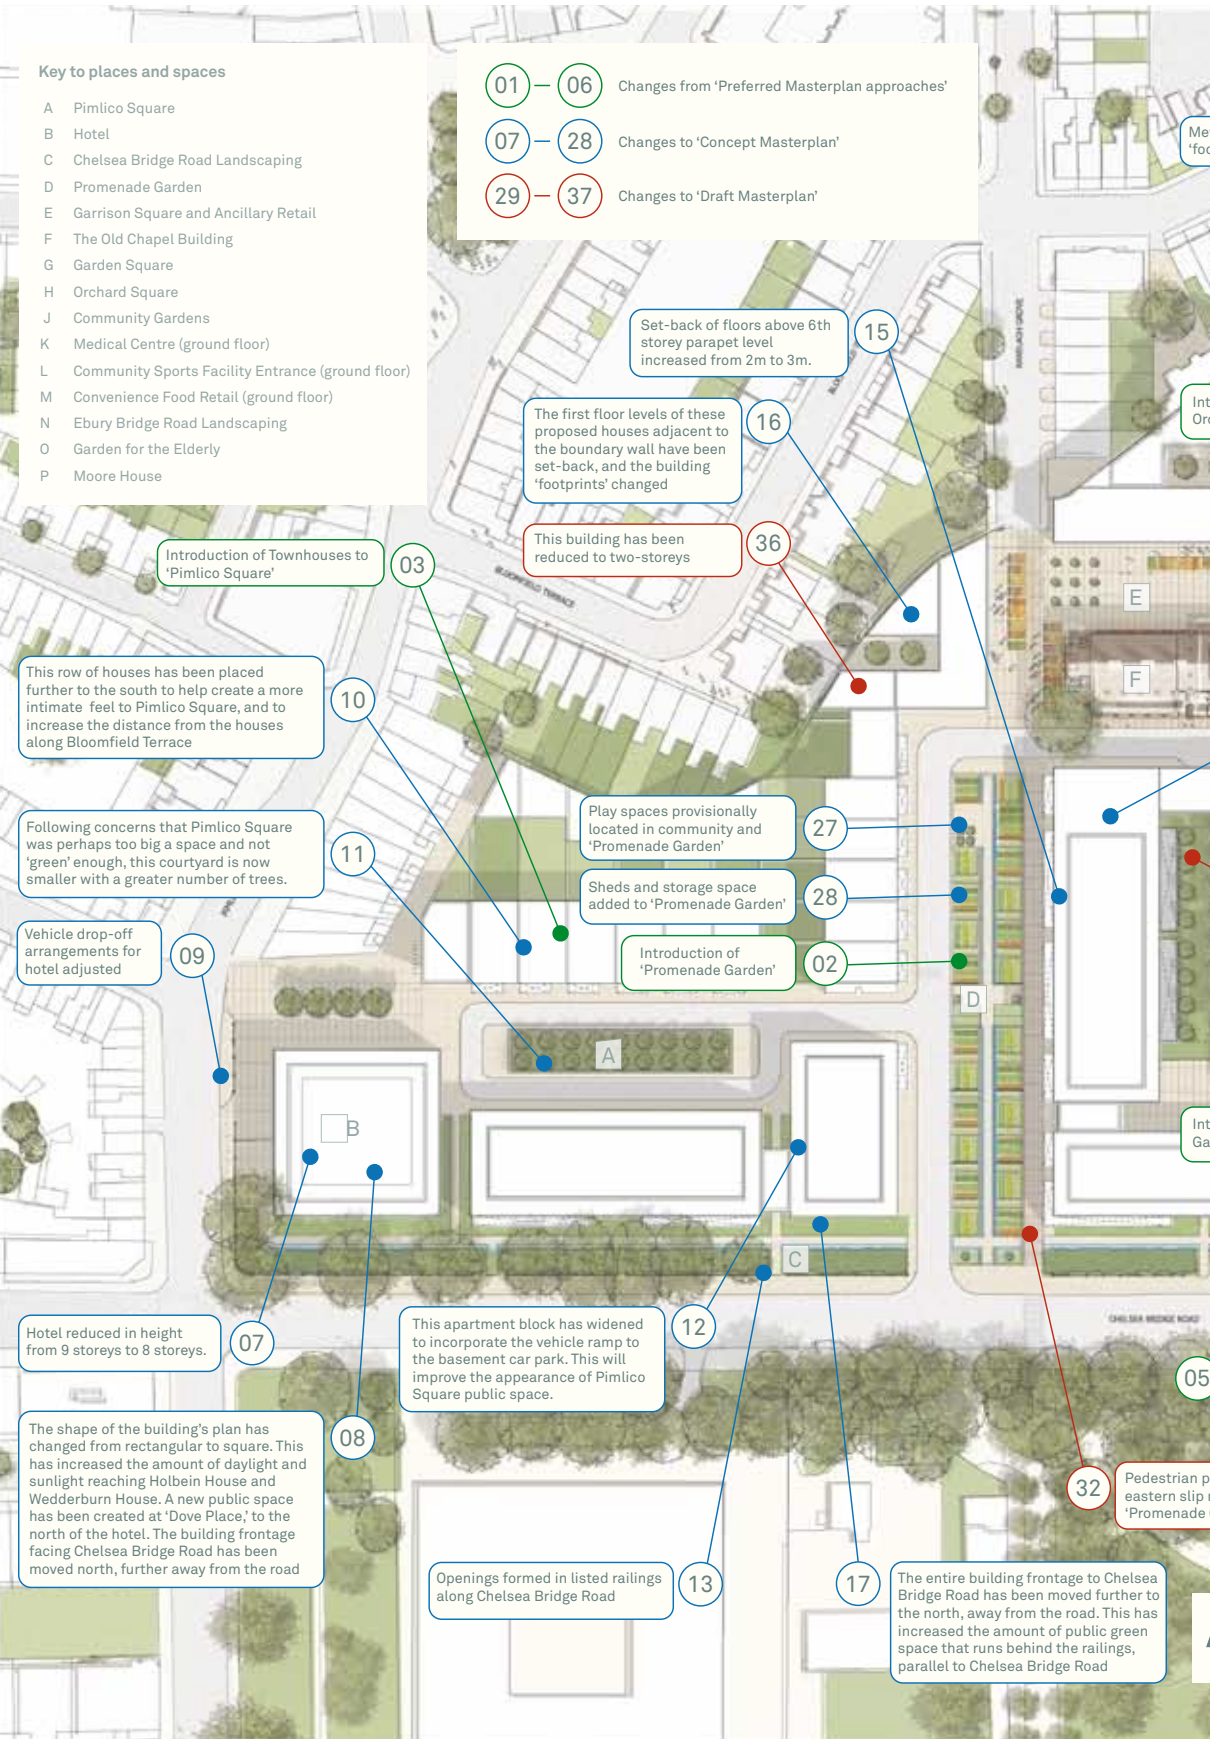 Key to places and spaces
A Pimlico Square
B Hotel
C Chelsea Bridge Road Landscaping
D Promenade Garden
E Garrison Square and Ancillary Retail
F The Old Chapel Building
G Garden Square
H Orchard Square
J Community Gardens
K Medical Centre (ground floor)
L Community Sports Facility Entrance (ground floor)
M Convenience Food Retail (ground floor)
N Ebury Bridge Road Landscaping
O Garden for the Elderly
P Moore House
01 — 06 Changes from ‘Preferred Masterplan approaches’
07 — 28 Changes to ‘Concept Masterplan’
29 — 37 Changes to ‘Draft Masterplan’
Set-back of floors above 6th
storey parapet level
increased from 2m to 3m.
15
The first floor levels of these
proposed houses adjacent to
the boundary wall have been
set-back, and the building
‘footprints’ changed
16
This building has been
reduced to two-storeys
36
Introduction of Townhouses to
‘Pimlico Square’
03
BLOOMFIELD TERRACE
RANELAGH GROVE
E
F
This row of houses has been placed
further to the south to help create a more
intimate feel to Pimlico Square, and to
increase the distance from the houses
along Bloomfield Terrace
10
Following concerns that Pimlico Square
was perhaps too big a space and not
‘green’ enough, this courtyard is now
smaller with a greater number of trees.
11
Play spaces provisionally
located in community and
‘Promenade Garden’
27
Sheds and storage space
added to ‘Promenade Garden’
28
Introduction of
‘Promenade Garden’
02
Vehicle drop-off
arrangements for
hotel adjusted
09
D
A
B
C
CHELSEA BRIDGE ROAD
Hotel reduced in height
from 9 storeys to 8 storeys.
07
This apartment block has widened
to incorporate the vehicle ramp to
the basement car park. This will
improve the appearance of Pimlico
Square public space.
12
05
The shape of the building’s plan has
changed from rectangular to square. This
has increased the amount of daylight and
sunlight reaching Holbein House and
Wedderburn House. A new public space
has been created at ‘Dove Place,’ to the
north of the hotel. The building frontage
facing Chelsea Bridge Road has been
moved north, further away from the road
08
32
Pedestrian
eastern slip
‘Promenade
Openings formed in listed railings
along Chelsea Bridge Road
13
17
The entire building frontage to Chelsea
Bridge Road has been moved further to
the north, away from the road. This has
increased the amount of public green
space that runs behind the railings,
parallel to Chelsea Bridge Road